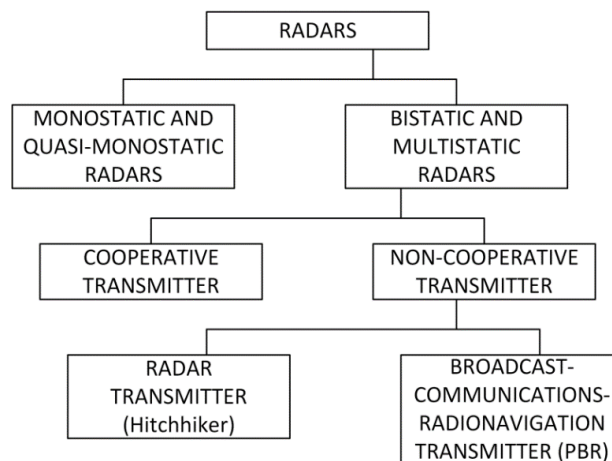 RADARS
MONOSTATIC AND
QUASI-MONOSTATIC
RADARS
BISTATIC AND
MULTISTATIC
RADARS
COOPERATIVE
TRANSMITTER
NON-COOPERATIVE
TRANSMITTER
RADAR
TRANSMITTER
(Hitchhiker)
BROADCAST-
COMMUNICATIONS-
RADIONAVIGATION
TRANSMITTER (PBR)